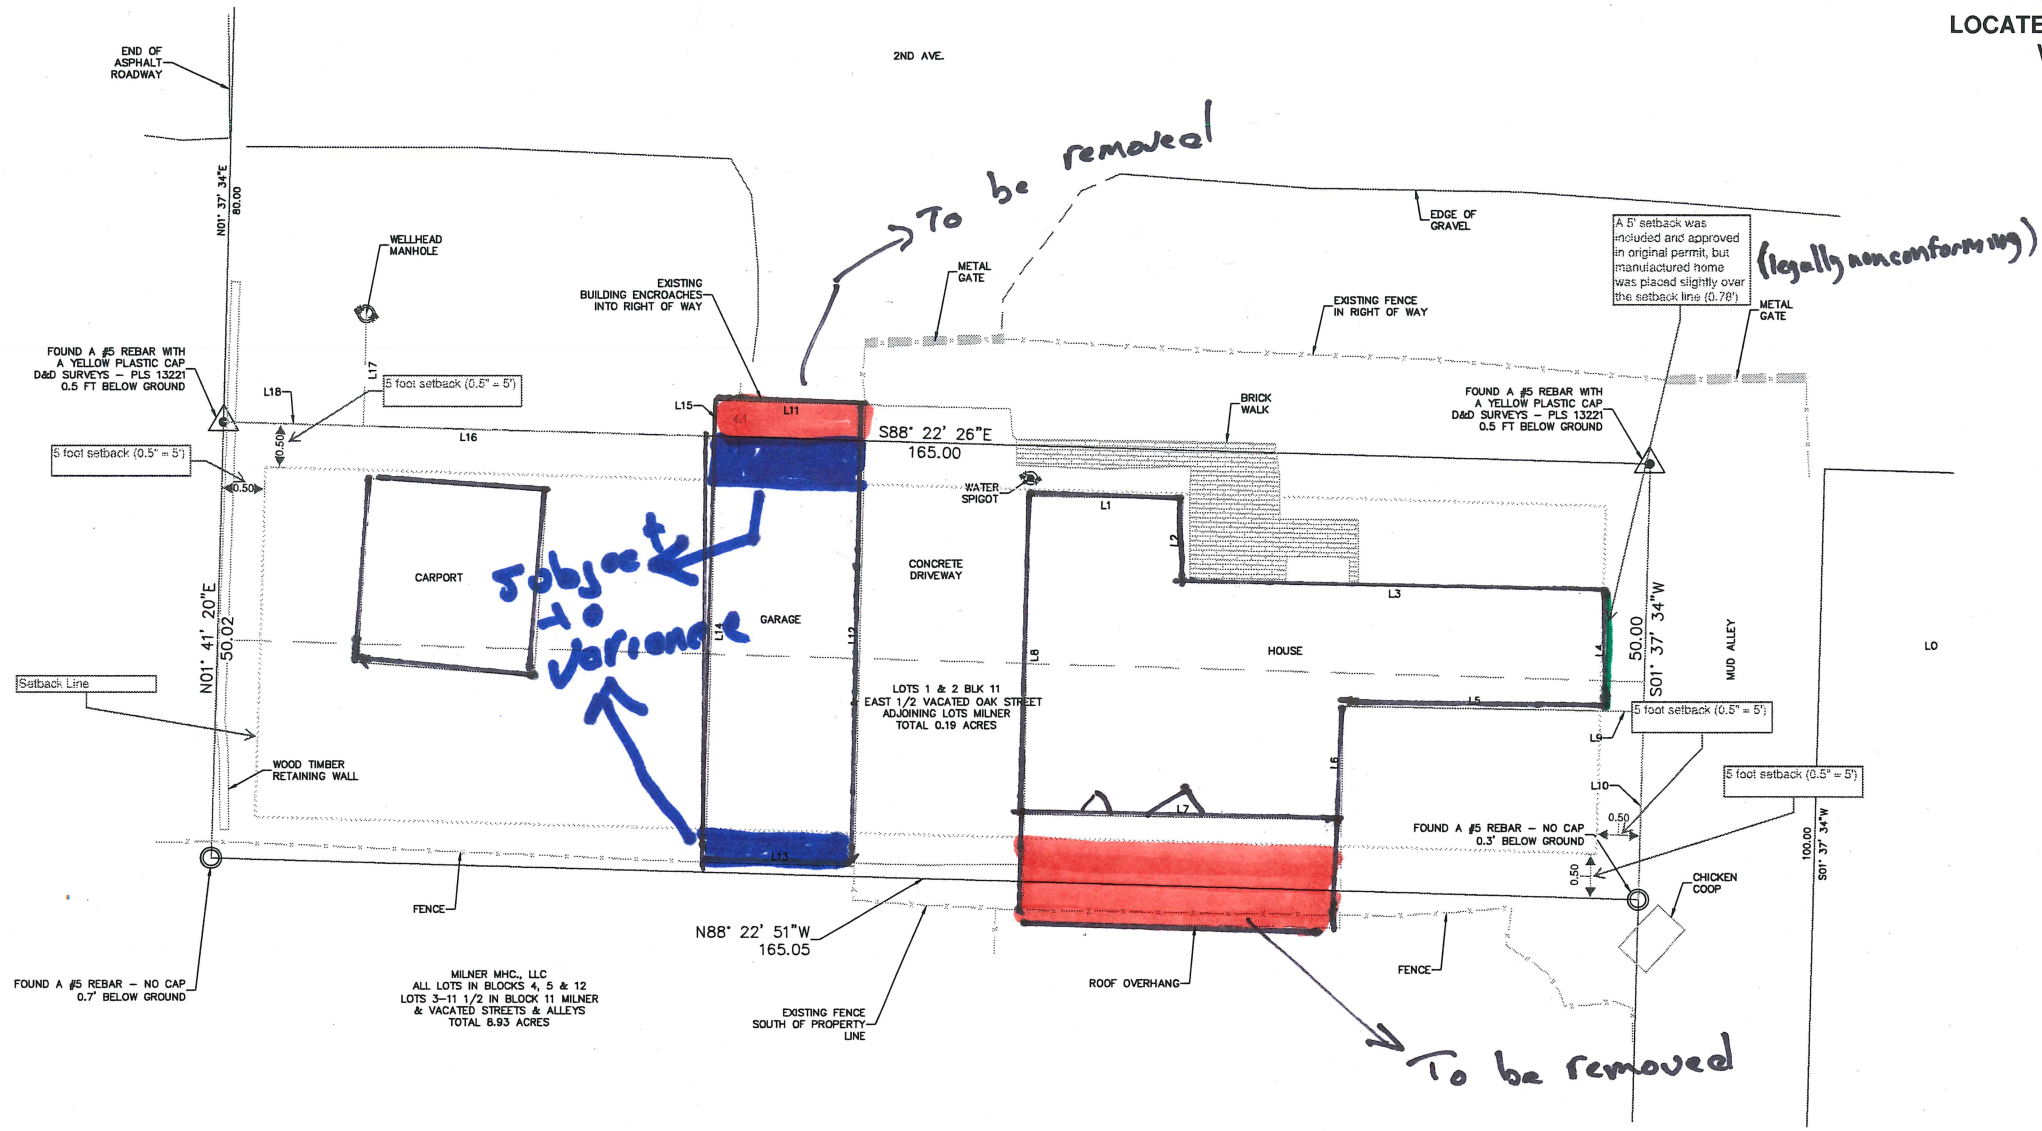 LOCATE
2ND AVE.
END OF
ASPHALT
ROADWAY
N01° 37' 34"E
80.00
To be removed
WELLHEAD
MANHOLE
EDGE OF
GRAVEL
A 5' setback was
included and approved
in original permit, but
manufactured home
was placed slightly over
the setback line (0.78')
(legally nonconforming)
METAL
GATE
EXISTING
BUILDING ENCROACHES
INTO RIGHT OF WAY
EXISTING FENCE
IN RIGHT OF WAY
METAL
GATE
FOUND A #5 REBAR WITH
A YELLOW PLASTIC CAP
D&D SURVEYS – PLS 13221
0.5 FT BELOW GROUND
L17
L18
5 foot setback (0.5" = 5')
L15
L11
BRICK
WALK
FOUND A #5 REBAR WITH
A YELLOW PLASTIC CAP
D&D SURVEYS – PLS 13221
0.5 FT BELOW GROUND
L16
S88° 22' 26"E
165.00
5 foot setback (0.5" = 5')
0.50
0.50
WATER
SPIGOT
L1
L2
CARPORT
CONCRETE
DRIVEWAY
Subject
to
variance
L3
GARAGE
L14
L12
N01° 41' 20"E
50.02
L8
HOUSE
L4
50.00
S01° 37' 34"W
MUD ALLEY
LO
Setback Line
LOTS 1 & 2 BLK 11
EAST 1/2 VACATED OAK STREET
ADJOINING LOTS MILNER
TOTAL 0.19 ACRES
L5
5 foot setback (0.5" = 5')
L9
WOOD TIMBER
RETAINING WALL
L6
5 foot setback (0.5" = 5')
L10
L7
0.50
FOUND A #5 REBAR – NO CAP
0.3' BELOW GROUND
100.00
S01° 37' 34"W
L13
0.50
CHICKEN
COOP
FENCE
N88° 22' 51"W
165.05
FOUND A #5 REBAR – NO CAP
0.7' BELOW GROUND
MILNER MHC., LLC
ALL LOTS IN BLOCKS 4, 5 & 12
LOTS 3–11 1/2 IN BLOCK 11 MILNER
& VACATED STREETS & ALLEYS
TOTAL 8.93 ACRES
ROOF OVERHANG
FENCE
EXISTING FENCE
SOUTH OF PROPERTY
LINE
To be removed